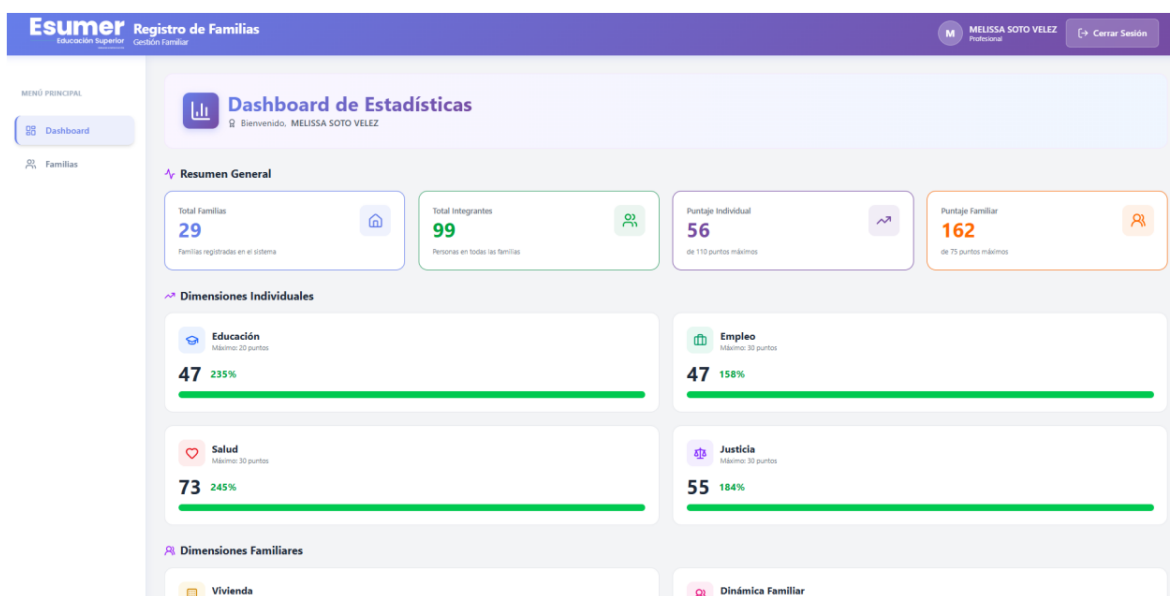 Esumer
Educación Superior
Registro de Familias
Gestión Familiar
M
MELISSA SOTO VELEZ
Profesional
Cerrar Sesión
MENÚ PRINCIPAL
Dashboard
Familias
Dashboard de Estadísticas
Bienvenido, MELISSA SOTO VELEZ
Resumen General
Total Familias
29
Familias registradas en el sistema
Total Integrantes
99
Personas en todas las familias
Puntaje Individual
56
de 110 puntos máximos
Puntaje Familiar
162
de 75 puntos máximos
Dimensiones Individuales
Educación
Máximo: 20 puntos
47 235%
Empleo
Máximo: 30 puntos
47 158%
Salud
Máximo: 30 puntos
73 245%
Justicia
Máximo: 30 puntos
55 184%
Dimensiones Familiares
Vivienda
Dinámica Familiar